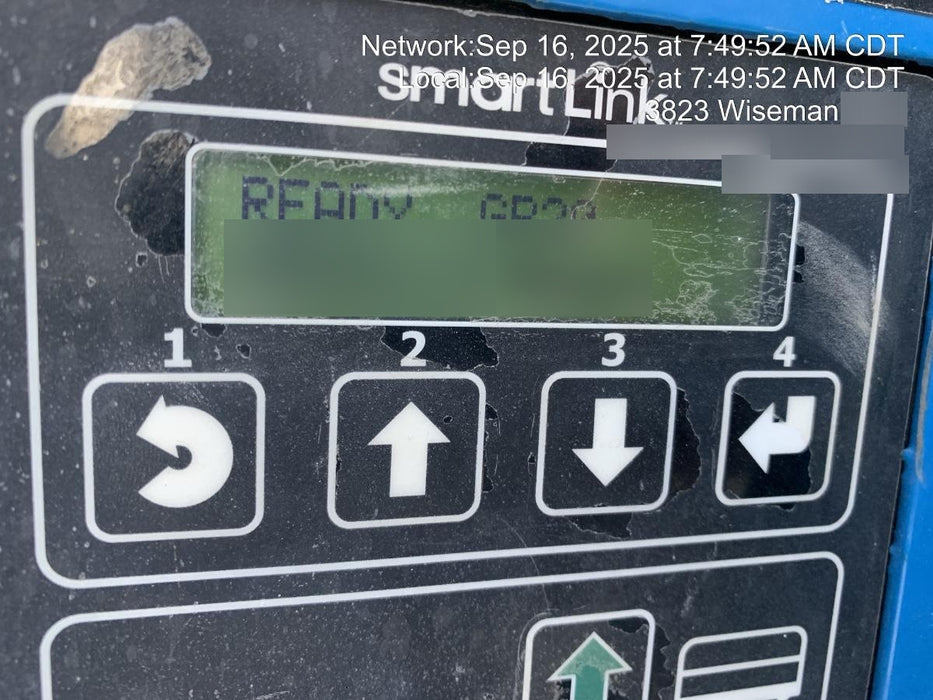 Network:Sep 16, 2025 at 7:49:52 AM CDT
Local:Sep 16, 2025 at 7:49:52 AM CDT
smartLink
3823 Wiseman
READY
1 2 3 4